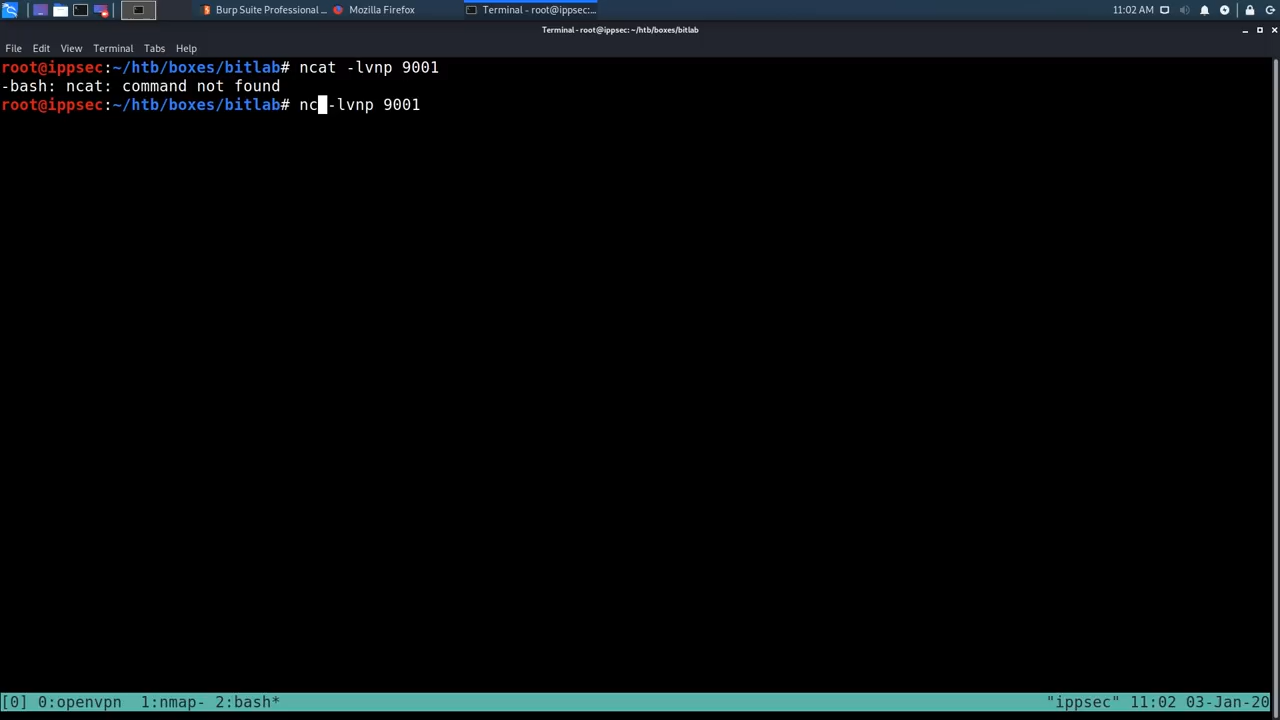 Burp Suite Professional ...
Mozilla Firefox
Terminal - root@ippsec:...
11:02 AM
Terminal - root@ippsec:~/htb/boxes/bitlab
File Edit View Terminal Tabs Help
root@ippsec:~/htb/boxes/bitlab# ncat -lvnp 9001
-bash: ncat: command not found
root@ippsec:~/htb/boxes/bitlab# nc -lvnp 9001
[0] 0:openvpn 1:nmap- 2:bash* "ippsec" 11:02 03-Jan-20